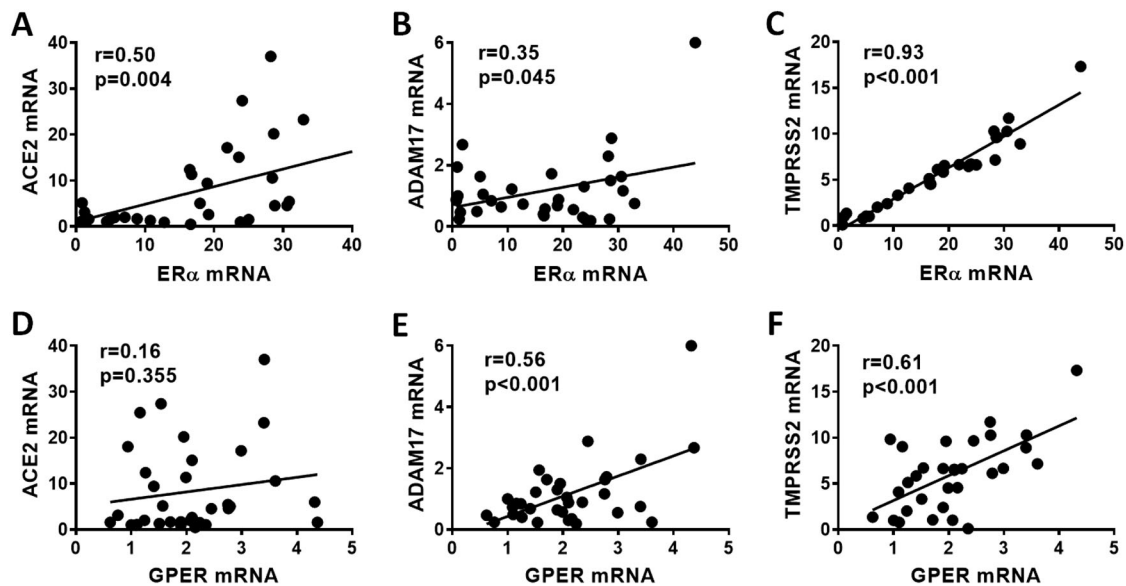 A
r=0.50
p=0.004
ACE2 mRNA
40
30
20
10
0
0 10 20 30 40
ERα mRNA
B
r=0.35
p=0.045
ADAM17 mRNA
6
4
2
0
0 10 20 30 40 50
ERα mRNA
C
r=0.93
p<0.001
TMPRSS2 mRNA
20
15
10
5
0
0 10 20 30 40 50
ERα mRNA
D
r=0.16
p=0.355
ACE2 mRNA
40
30
20
10
0
0 1 2 3 4 5
GPER mRNA
E
r=0.56
p<0.001
ADAM17 mRNA
6
4
2
0
0 1 2 3 4 5
GPER mRNA
F
r=0.61
p<0.001
TMPRSS2 mRNA
20
15
10
5
0
0 1 2 3 4 5
GPER mRNA